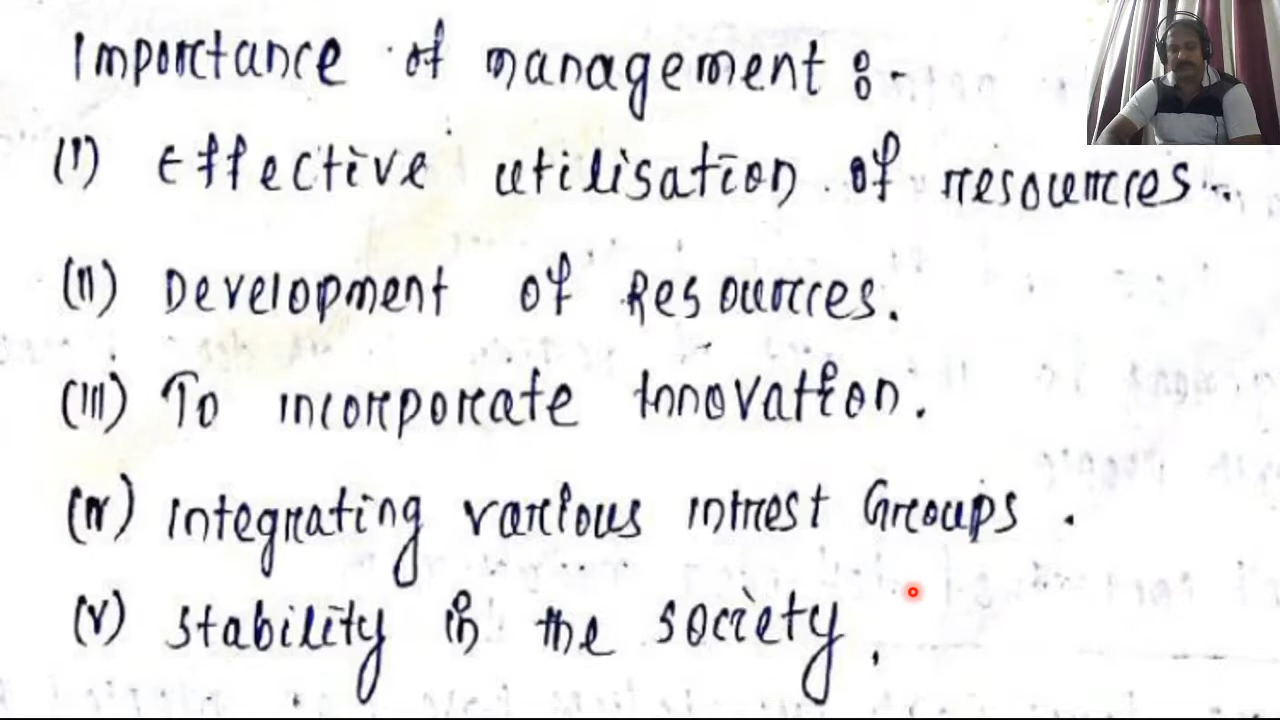 Importance of management :-
(i) Effective utilisation of resources.
(ii) Development of Resources.
(iii) To incorporate Innovation.
(iv) integrating various intrest Groups.
(v) stability in the society.